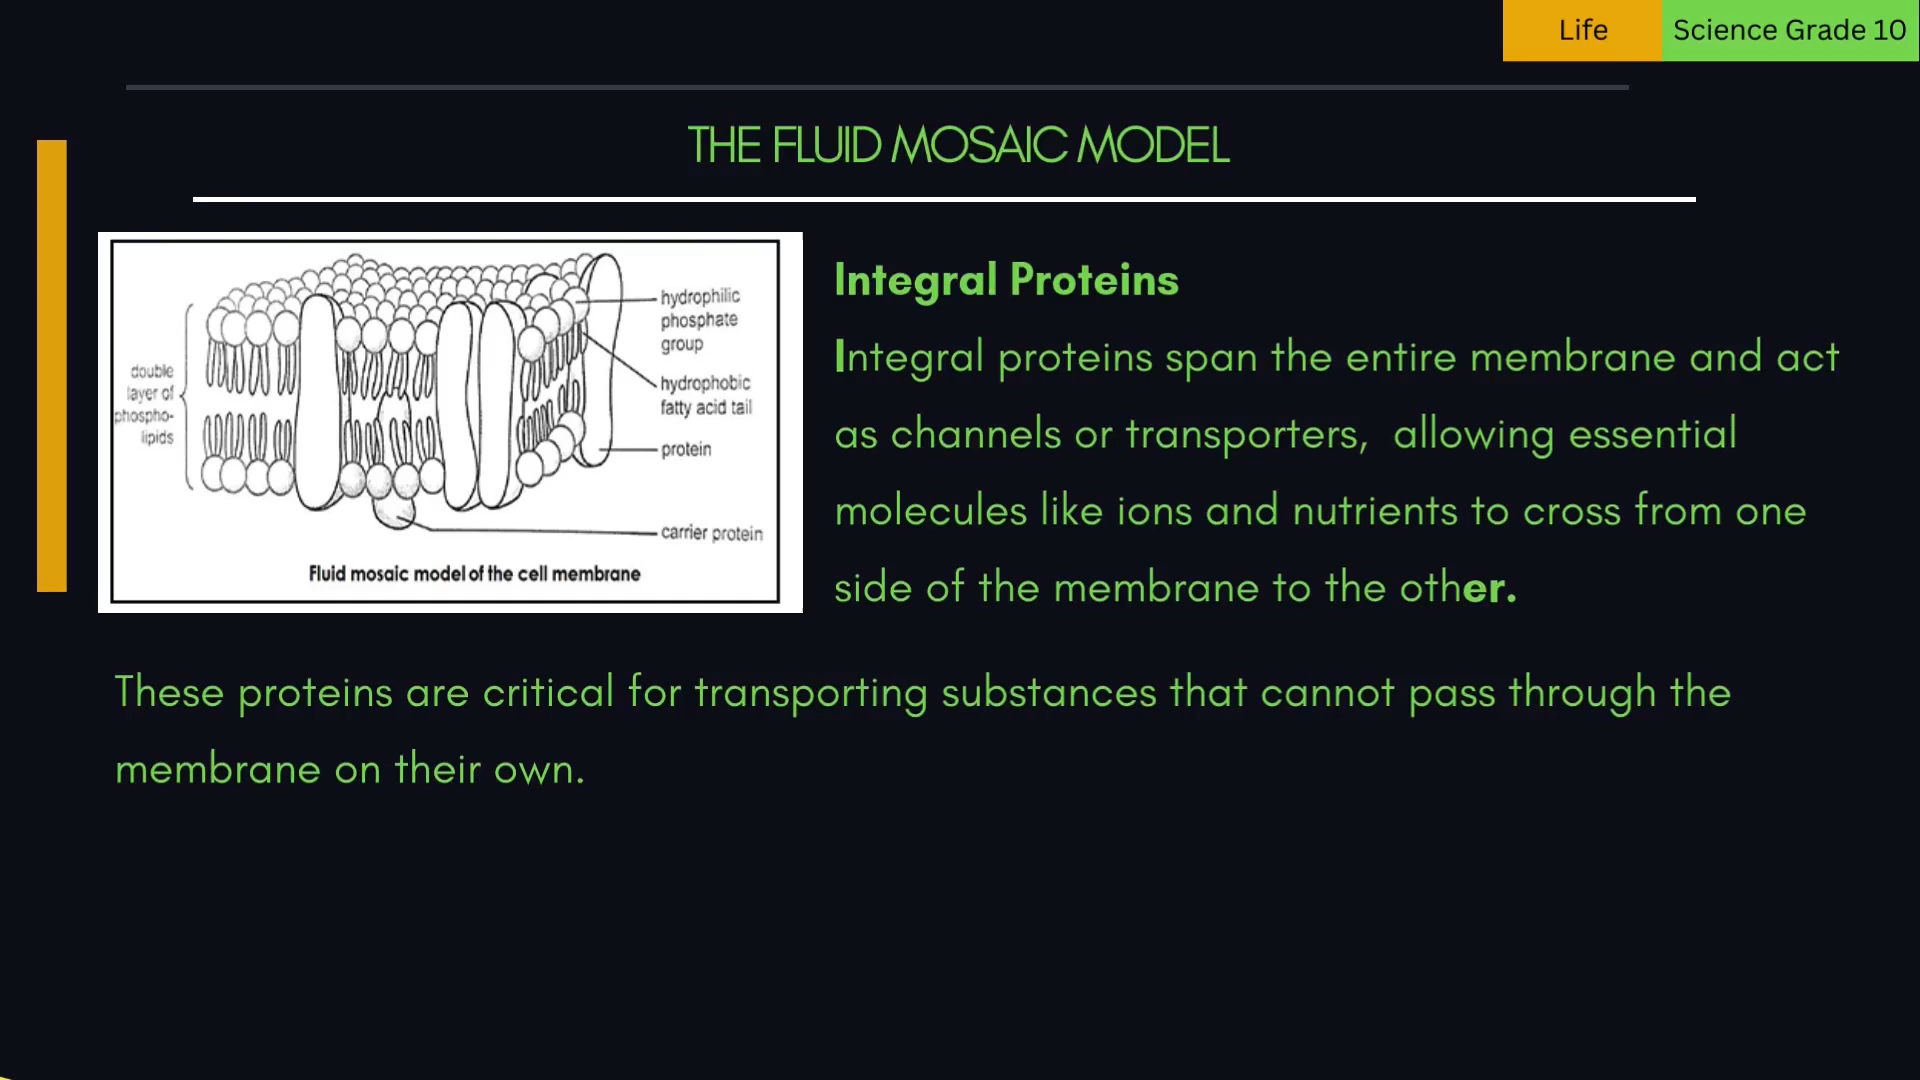 Life Science Grade 10
THE FLUID MOSAIC MODEL
double
layer of
phospho-
lipids
hydrophilic
phosphate
group
hydrophobic
fatty acid tail
protein
carrier protein
Fluid mosaic model of the cell membrane
Integral Proteins
Integral proteins span the entire membrane and act
as channels or transporters,  allowing essential
molecules like ions and nutrients to cross from one
side of the membrane to the other.
These proteins are critical for transporting substances that cannot pass through the
membrane on their own.